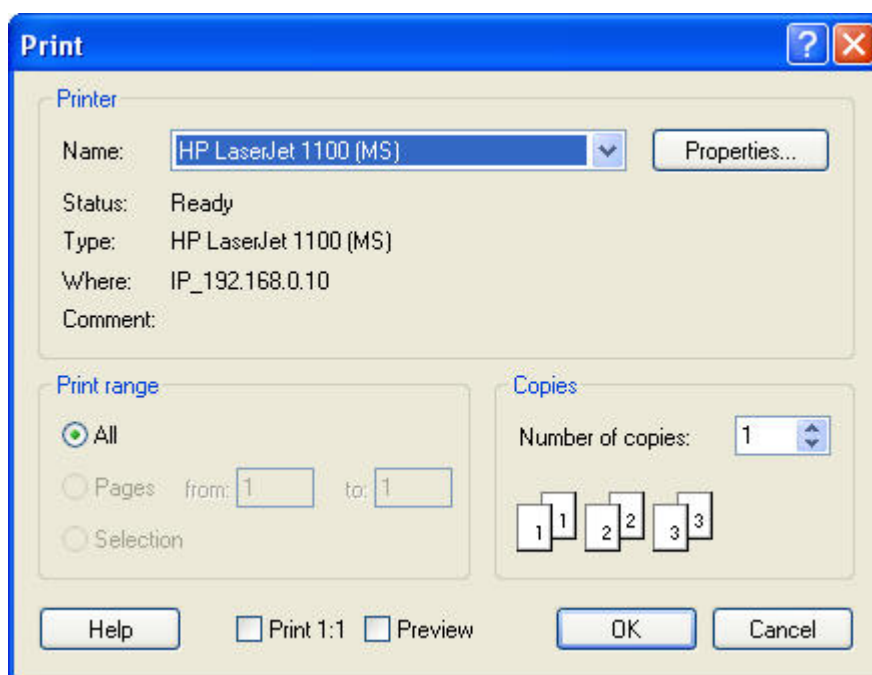 Print
Printer
Name: HP LaserJet 1100 (MS) Properties...
Status: Ready
Type: HP LaserJet 1100 (MS)
Where: IP_192.168.0.10
Comment:
Print range
All
Pages from: 1 to: 1
Selection
Copies
Number of copies: 1
1 1 2 2 3 3
Help Print 1:1 Preview OK Cancel